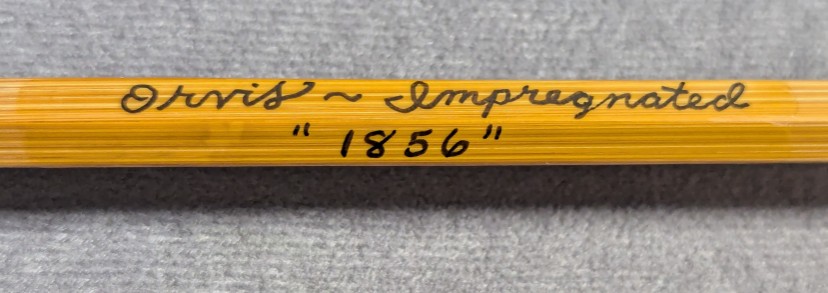 Orvis ~ Impregnated
"1856"